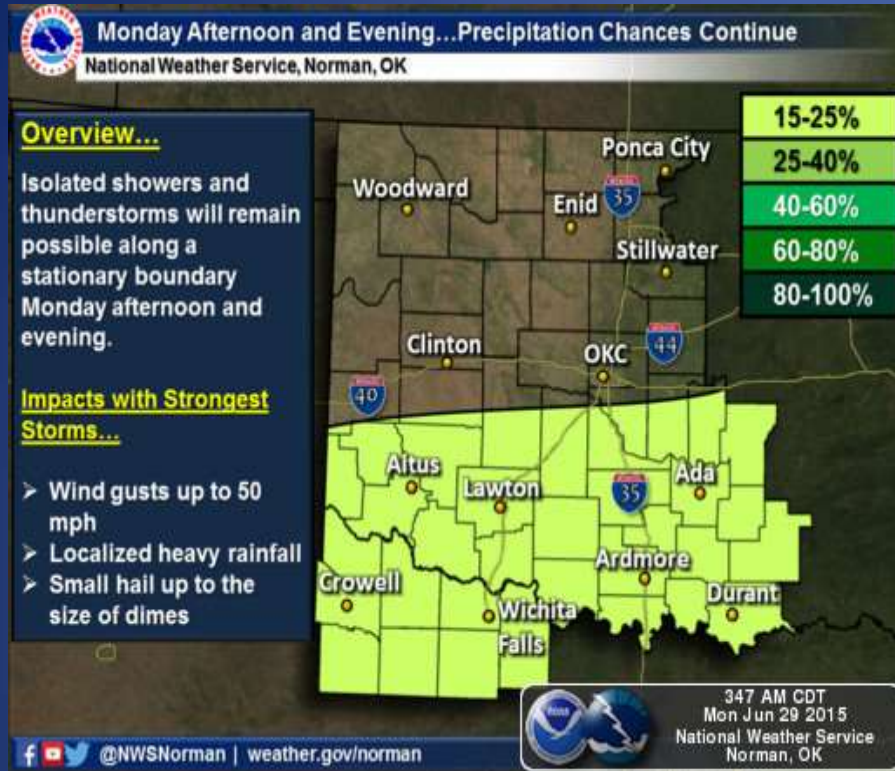 Monday Afternoon and Evening...Precipitation Chances Continue
National Weather Service, Norman, OK
Overview...
Isolated showers and
thunderstorms will remain
possible along a
stationary boundary
Monday afternoon and
evening.
Impacts with Strongest
Storms...
➢ Wind gusts up to 50
mph
➢ Localized heavy rainfall
➢ Small hail up to the
size of dimes
15-25%
25-40%
40-60%
60-80%
80-100%
Ponca City
Woodward
35
Enid
Stillwater
Clinton
OKC
44
40
Altus
Lawton
35
Ada
Ardmore
Crowell
Durant
Wichita
Falls
347 AM CDT
Mon Jun 29 2015
National Weather Service
Norman, OK
@NWSNorman | weather.gov/norman